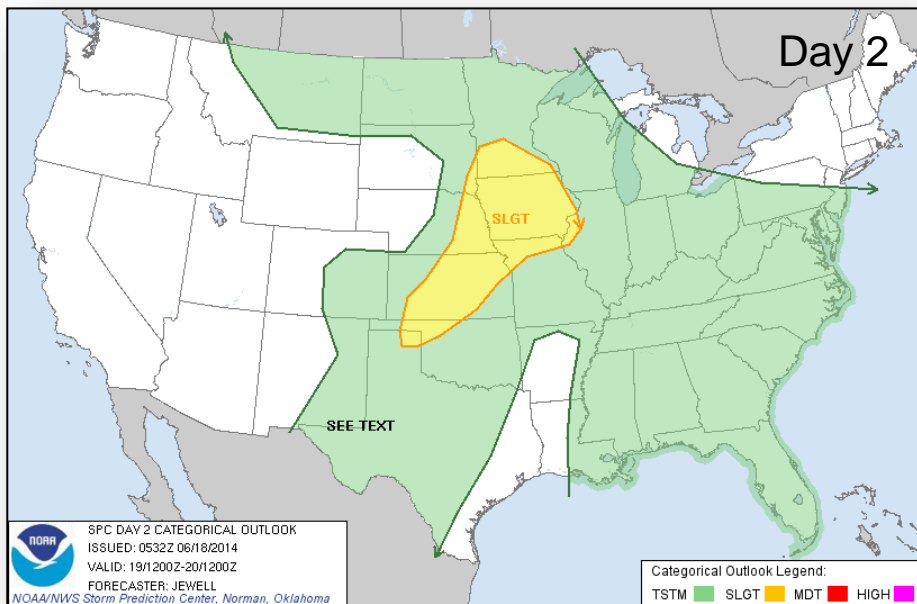 Day 2
SLGT
SEE TEXT
NOAA
SPC DAY 2 CATEGORICAL OUTLOOK
ISSUED: 0532Z 06/18/2014
VALID: 19/1200Z-20/1200Z
FORECASTER: JEWELL
NOAA/NWS Storm Prediction Center, Norman, Oklahoma
Categorical Outlook Legend:
TSTM SLGT MDT HIGH